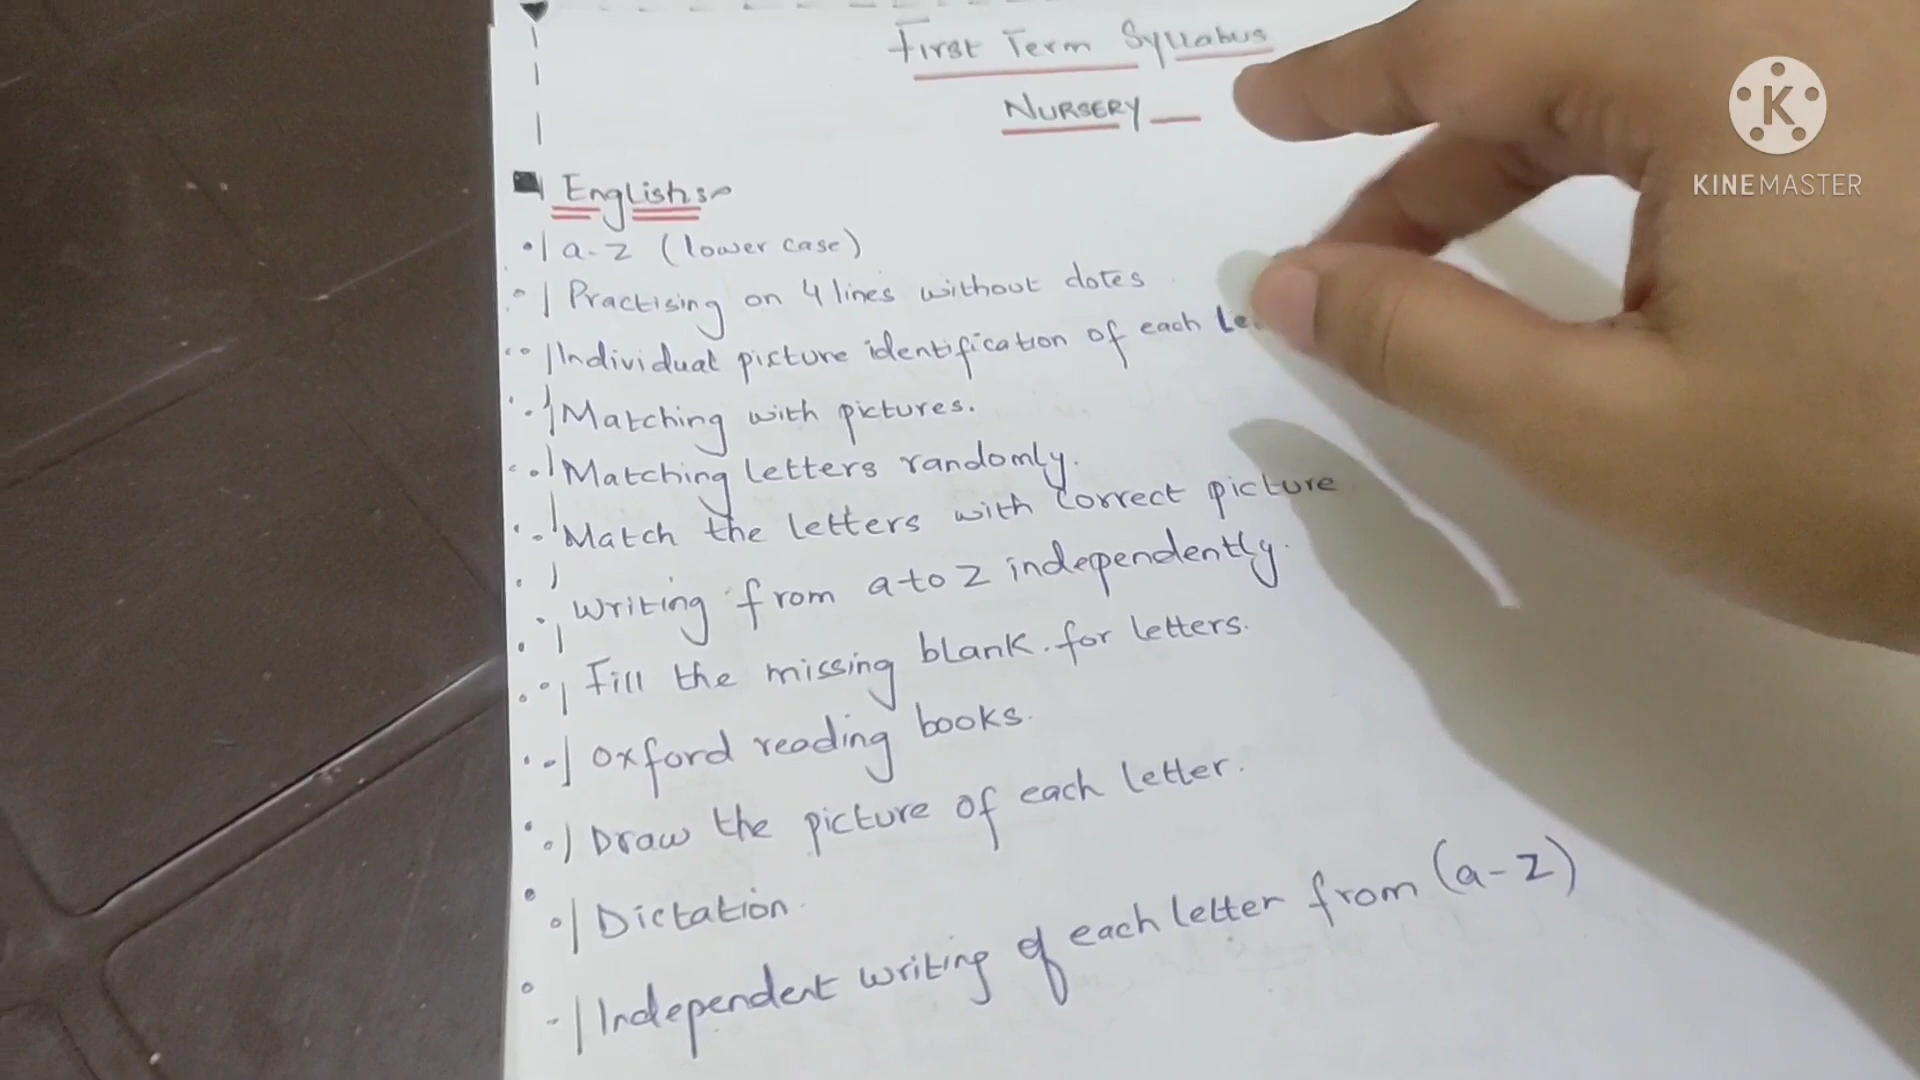 First Term Syllabus
NURSERY
KINEMASTER
English:-
a-z (lower case)
Practising on 4 lines without dotes
Individual picture identification of each
Matching with pictures.
Matching letters randomly.
Match the letters with correct picture
Writing from a to z independently.
Fill the missing blank for letters.
Oxford reading books.
Draw the picture of each letter.
Dictation.
Independent writing of each letter from (a-z)